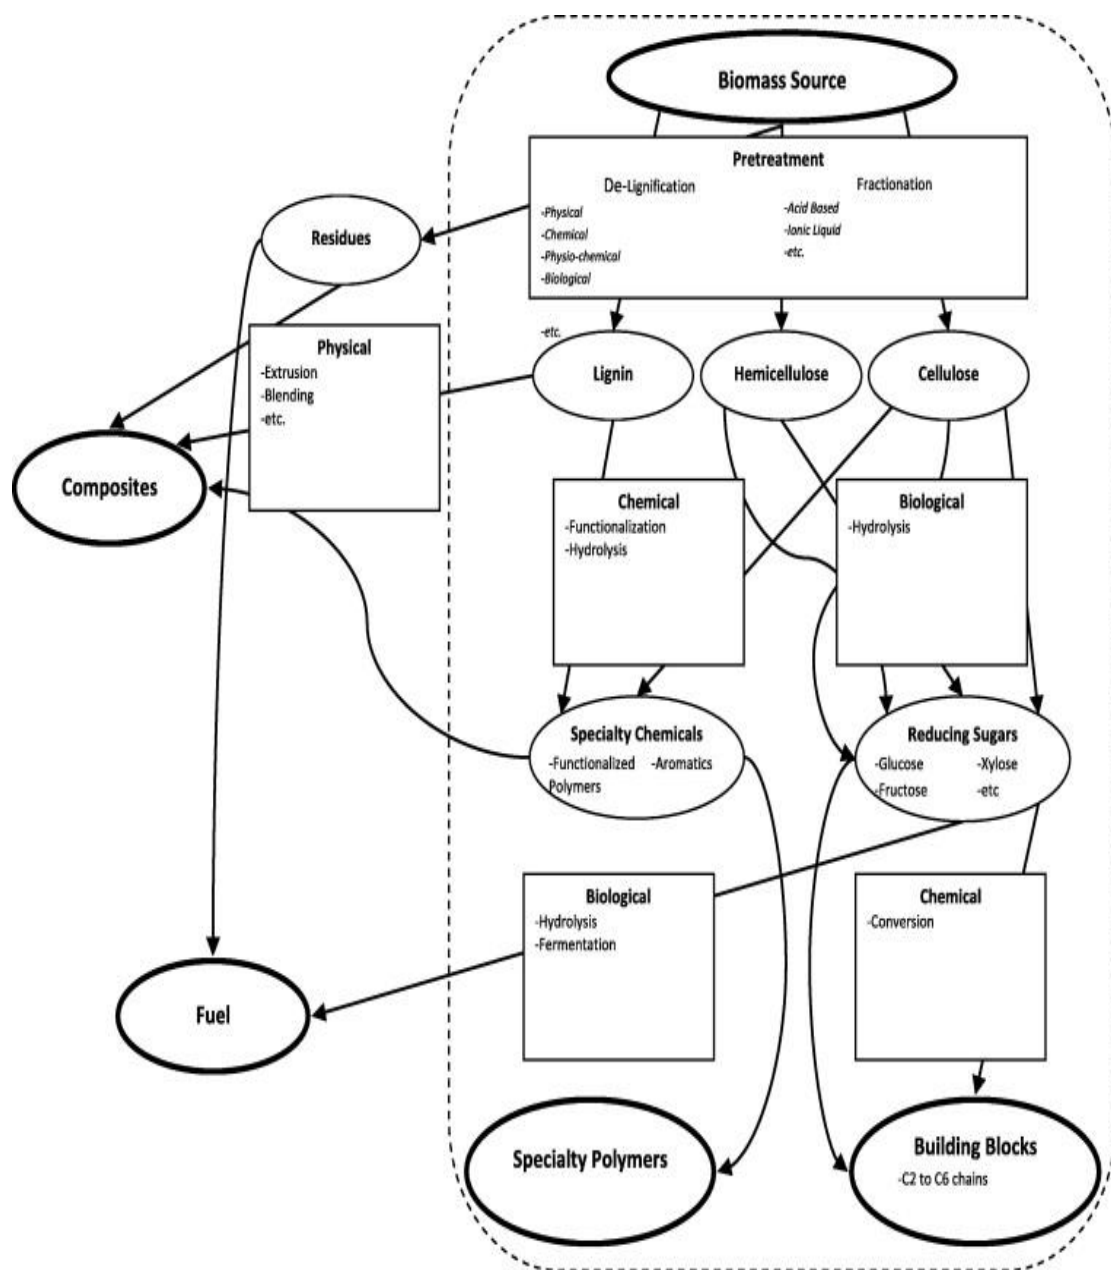 Biomass Source
Pretreatment
De-Lignification
Fractionation
-Physical
-Chemical
-Physio-chemical
-Biological
-etc.
-Acid Based
-Ionic Liquid
-etc.
Residues
Physical
-Extrusion
-Blending
-etc.
Lignin
Hemicellulose
Cellulose
Composites
Chemical
-Functionalization
-Hydrolysis
Biological
-Hydrolysis
Specialty Chemicals
-Functionalized
Polymers
-Aromatics
Reducing Sugars
-Glucose
-Xylose
-Fructose
-etc
Biological
-Hydrolysis
-Fermentation
Chemical
-Conversion
Fuel
Specialty Polymers
Building Blocks
-C2 to C6 chains